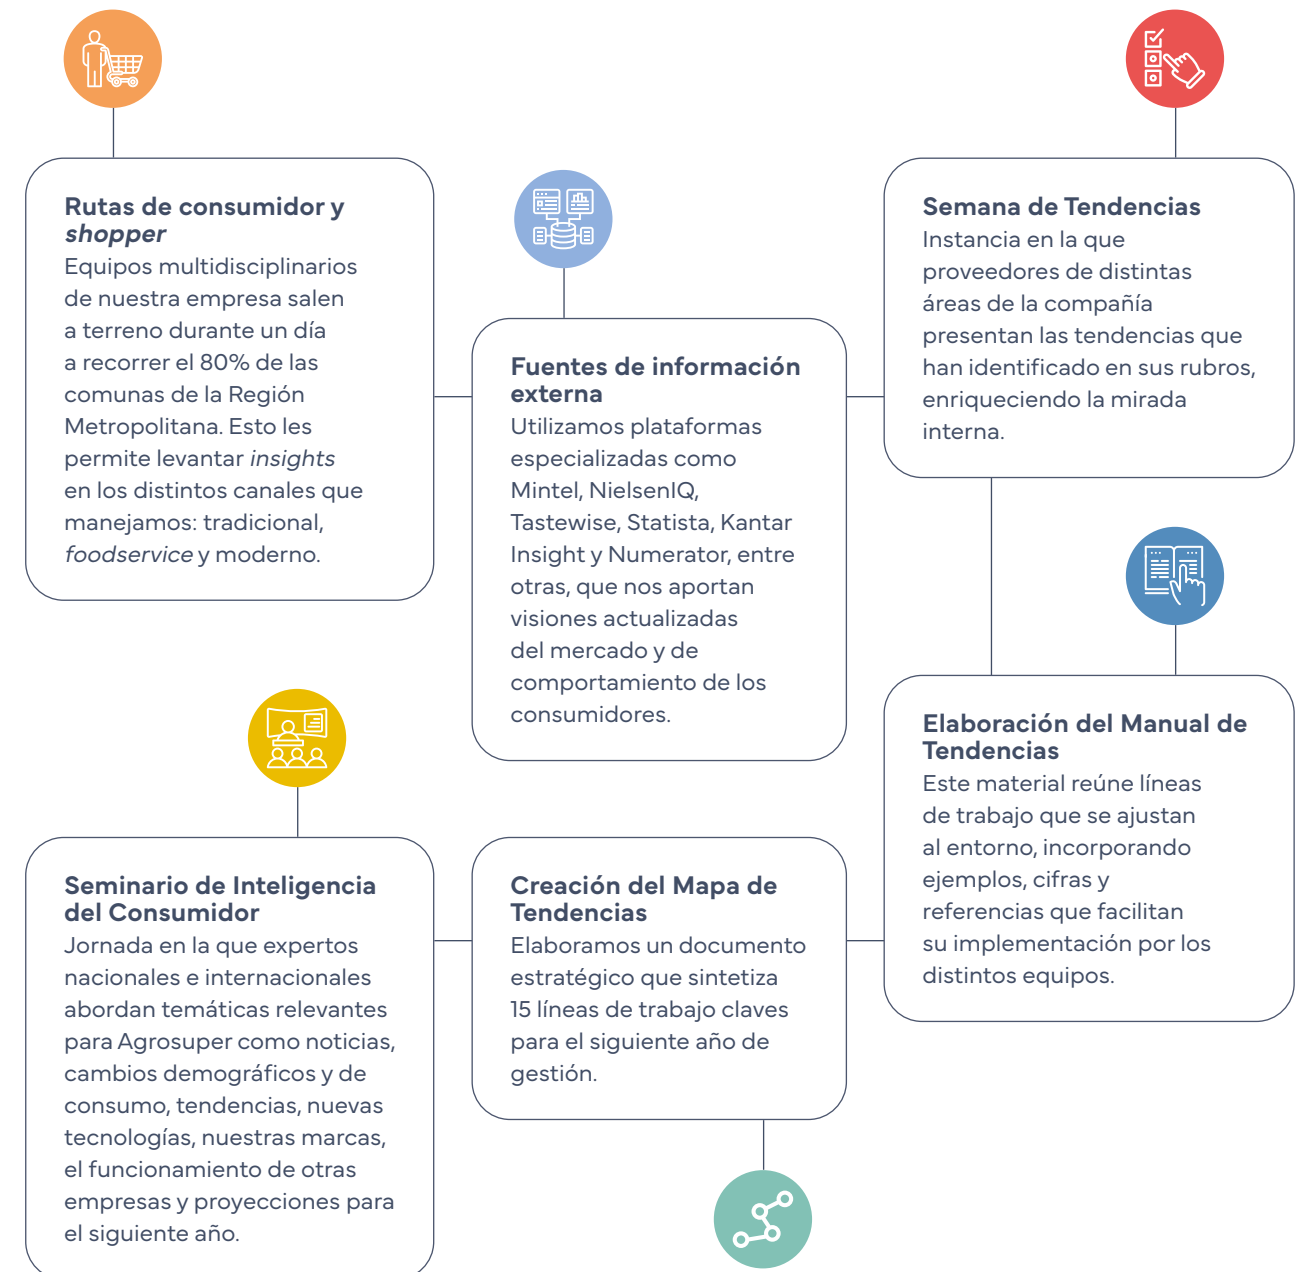 Rutas de consumidor y
shopper
Equipos multidisciplinarios
de nuestra empresa salen
a terreno durante un día
a recorrer el 80% de las
comunas de la Región
Metropolitana. Esto les
permite levantar insights
en los distintos canales que
manejamos: tradicional,
foodservice y moderno.
Fuentes de información
externa
Utilizamos plataformas
especializadas como
Mintel, NielsenIQ,
Tastewise, Statista, Kantar
Insight y Numerator, entre
otras, que nos aportan
visiones actualizadas
del mercado y de
comportamiento de los
consumidores.
Semana de Tendencias
Instancia en la que
proveedores de distintas
áreas de la compañía
presentan las tendencias que
han identificado en sus rubros,
enriqueciendo la mirada
interna.
Elaboración del Manual de
Tendencias
Este material reúne líneas
de trabajo que se ajustan
al entorno, incorporando
ejemplos, cifras y
referencias que facilitan
su implementación por los
distintos equipos.
Creación del Mapa de
Tendencias
Elaboramos un documento
estratégico que sintetiza
15 líneas de trabajo claves
para el siguiente año de
gestión.
Seminario de Inteligencia
del Consumidor
Jornada en la que expertos
nacionales e internacionales
abordan temáticas relevantes
para Agrosuper como noticias,
cambios demográficos y de
consumo, tendencias, nuevas
tecnologías, nuestras marcas,
el funcionamiento de otras
empresas y proyecciones para
el siguiente año.